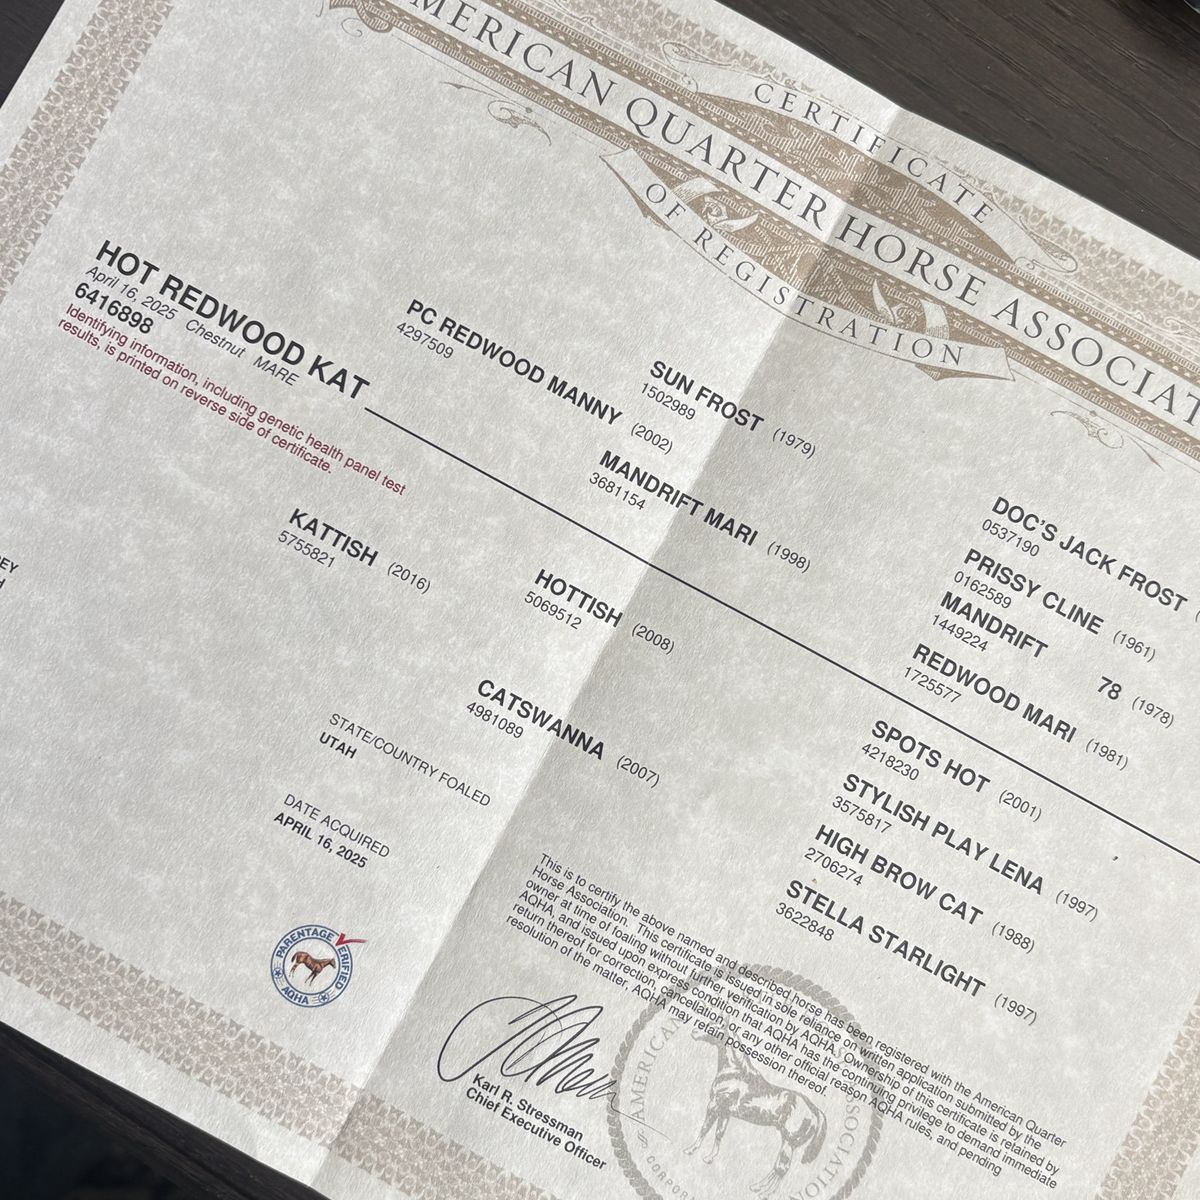 CERTIFICATE
AMERICAN QUARTER HORSE ASSOCIAT
OF REGISTRATION
HOT REDWOOD KAT
April 16, 2025 Chestnut MARE
6416898
Identifying information, including genetic health panel test
results, is printed on reverse side of certificate.
PC REDWOOD MANNY (2002)
4297509
SUN FROST (1979)
1502989
MANDRIFT MARI (1998)
3681154
DOC'S JACK FROST
0537190
PRISSY CLINE (1961)
0162589
MANDRIFT 78 (1978)
1449224
REDWOOD MARI (1981)
1725577
KATTISH (2016)
5755821
HOTTISH (2008)
5069512
CATSWANNA (2007)
4981089
SPOTS HOT (2001)
4218230
STYLISH PLAY LENA (1997)
3575817
HIGH BROW CAT (1988)
2706274
STELLA STARLIGHT (1997)
3622848
EY
H
STATE/COUNTRY FOALED
UTAH
DATE ACQUIRED
APRIL 16, 2025
PARENTAGE VERIFIED
AQHA
This is to certify the above named and described horse has been registered with the American Quarter
Horse Association. This certificate is issued in sole reliance on written application submitted by the
owner at time of foaling without further verification by AQHA. Ownership of this certificate is retained by
AQHA, and issued upon express condition that AQHA has the continuing privilege to demand immediate
return thereof for correction, cancellation, or any other official reason AQHA rules, and pending
resolution of the matter, AQHA may retain possession thereof.
Karl R. Stressman
Chief Executive Officer
AMERICAN
ASSOCIATION